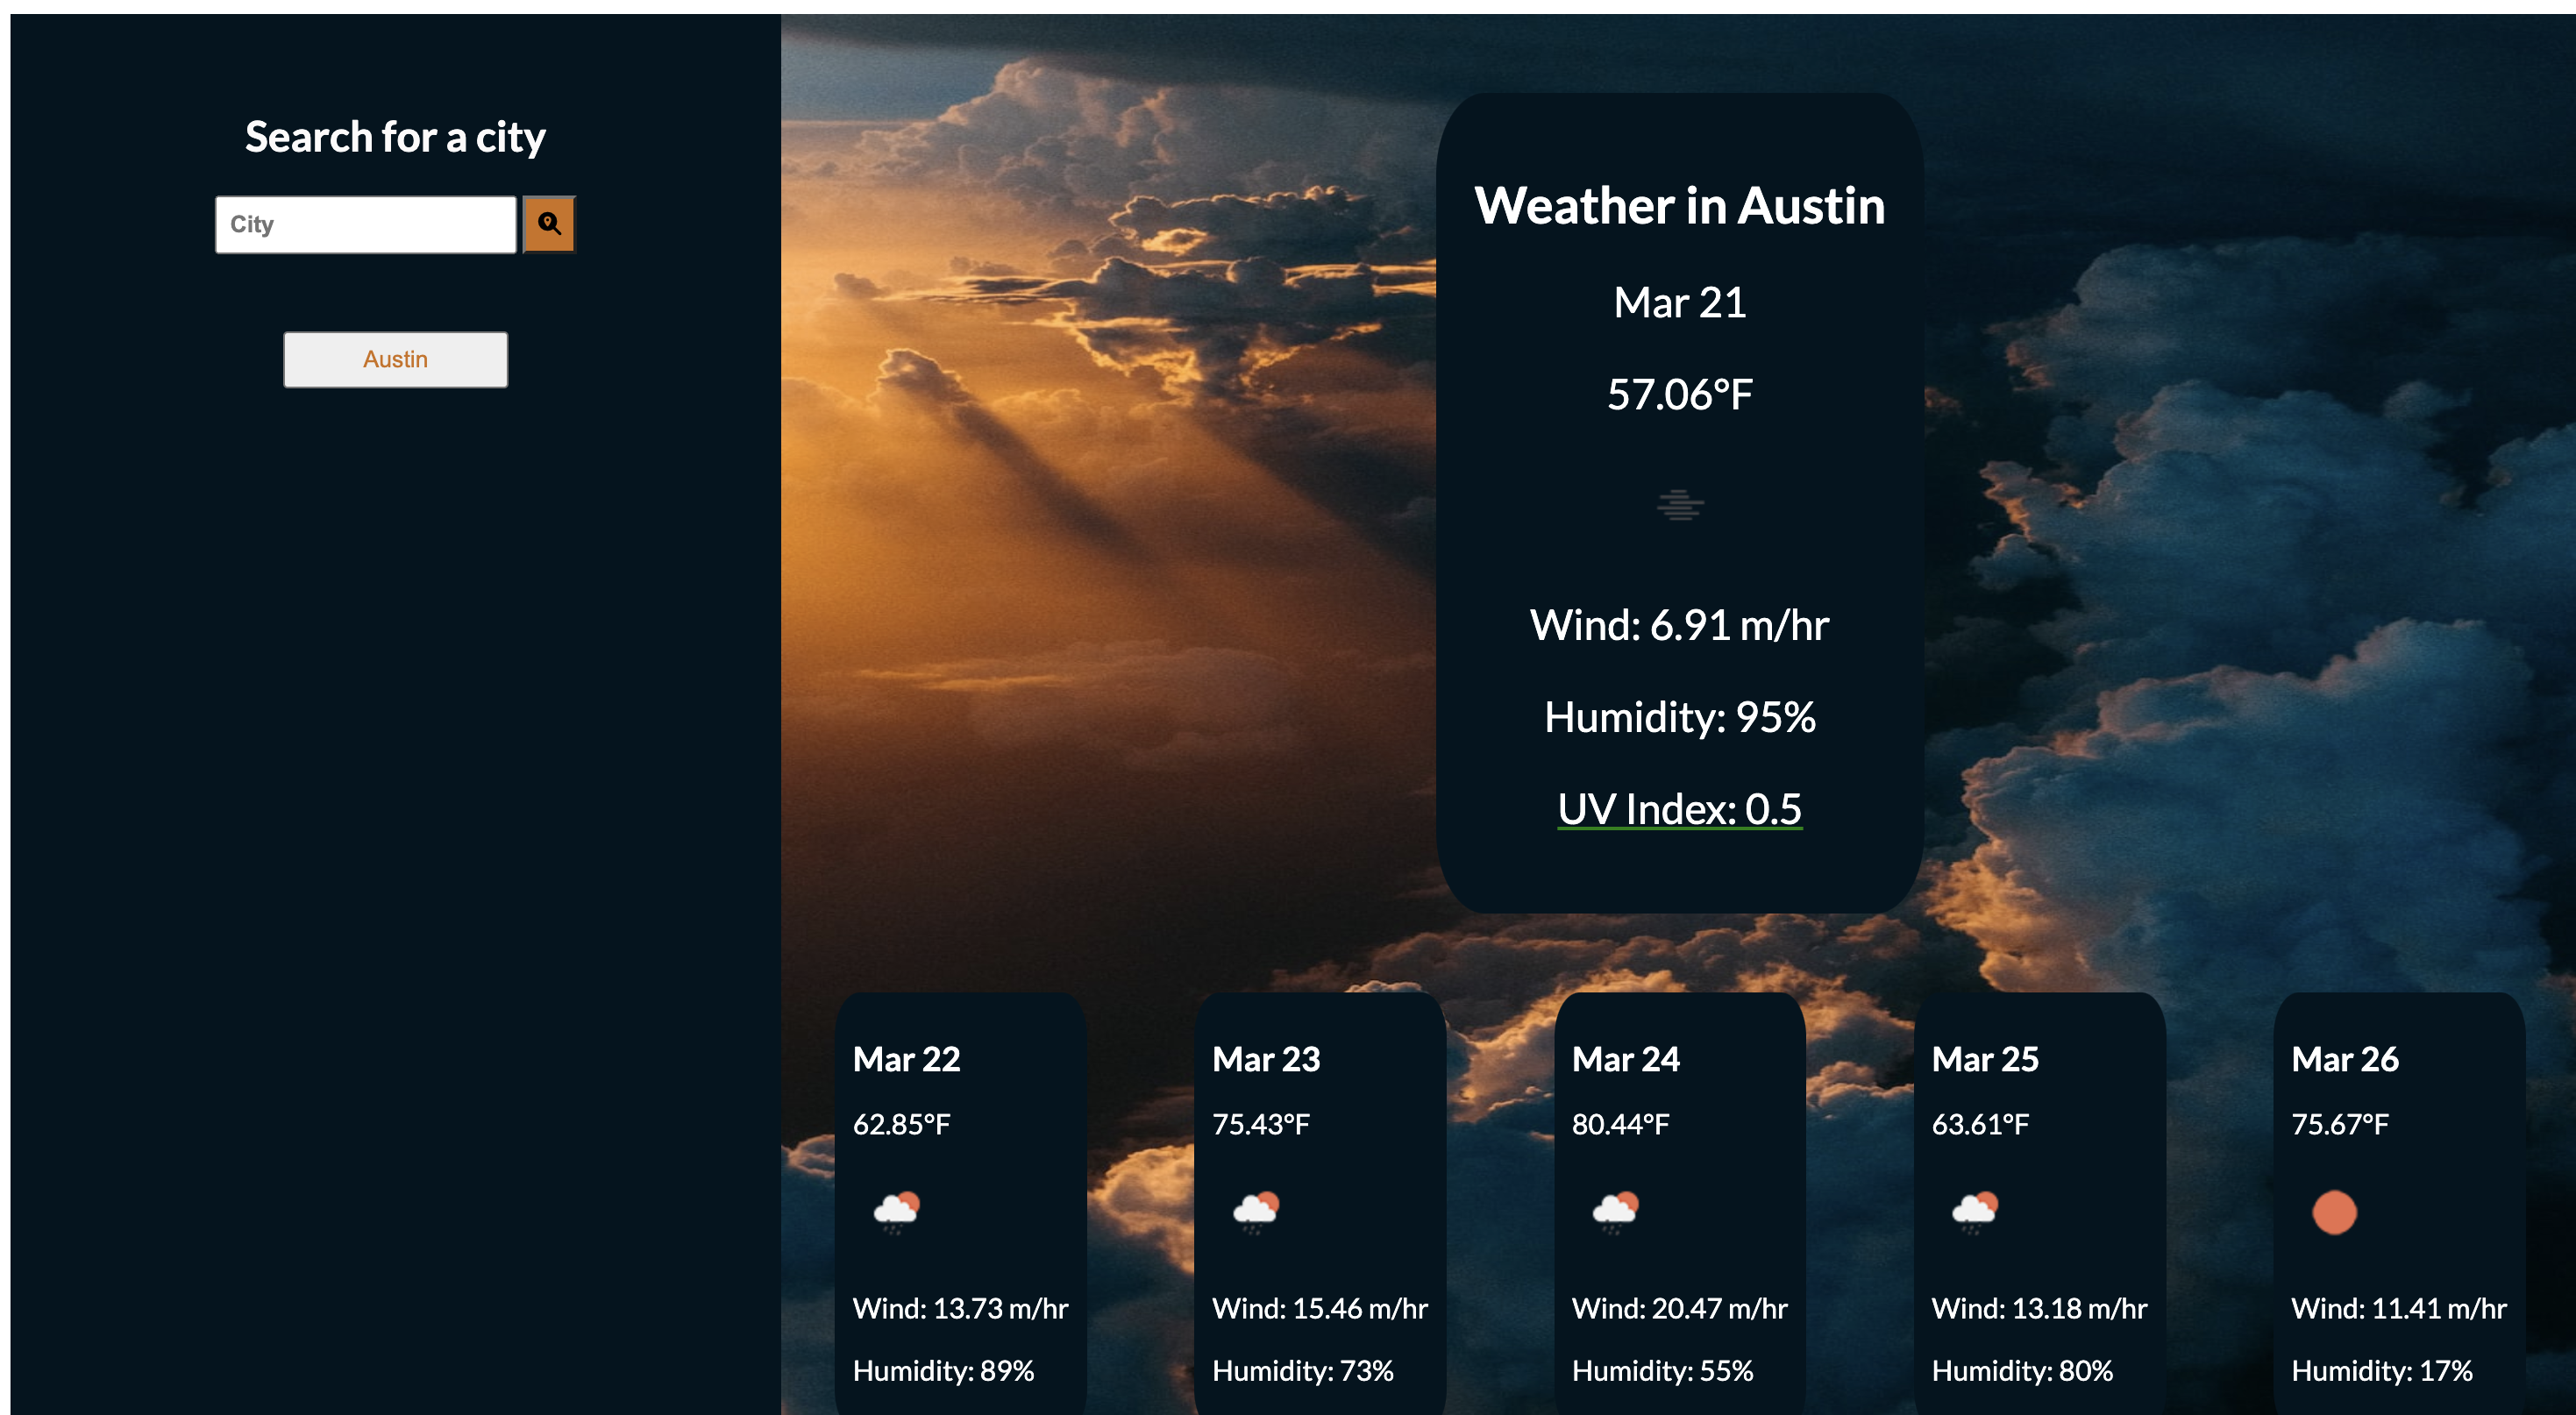 Search for a city
City
Austin
Weather in Austin
Mar 21
57.06°F
Wind: 6.91 m/hr
Humidity: 95%
UV Index: 0.5
Mar 22
62.85°F
Wind: 13.73 m/hr
Humidity: 89%
Mar 23
75.43°F
Wind: 15.46 m/hr
Humidity: 73%
Mar 24
80.44°F
Wind: 20.47 m/hr
Humidity: 55%
Mar 25
63.61°F
Wind: 13.18 m/hr
Humidity: 80%
Mar 26
75.67°F
Wind: 11.41 m/hr
Humidity: 17%